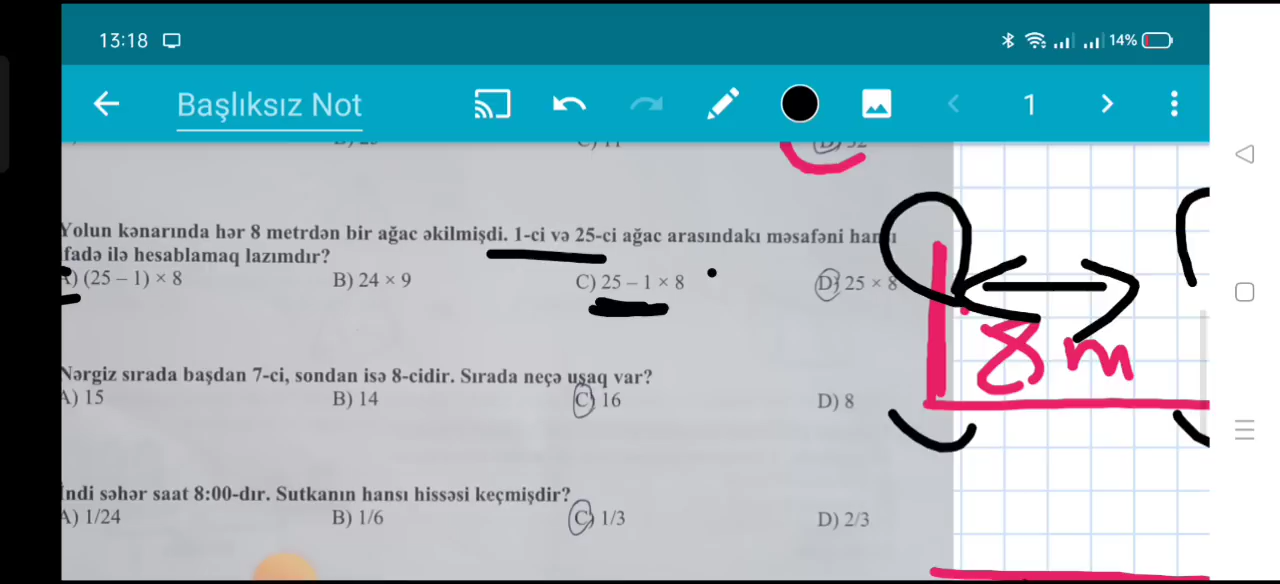 13:18
14%
Başlıksız Not
1
Yolun kənarında hər 8 metrdən bir ağac əkilmişdi. 1-ci və 25-ci ağac arasındakı məsafəni
fadə ilə hesablamaq lazımdır?
A) (25 – 1) × 8 B) 24 × 9 C) 25 – 1 × 8 D) 25 × 8
8 m
Nərgiz sırada başdan 7-ci, sondan isə 8-cidir. Sırada neçə uşaq var?
A) 15 B) 14 C) 16 D) 8
İndi səhər saat 8:00-dır. Sutkanın hansı hissəsi keçmişdir?
A) 1/24 B) 1/6 C) 1/3 D) 2/3